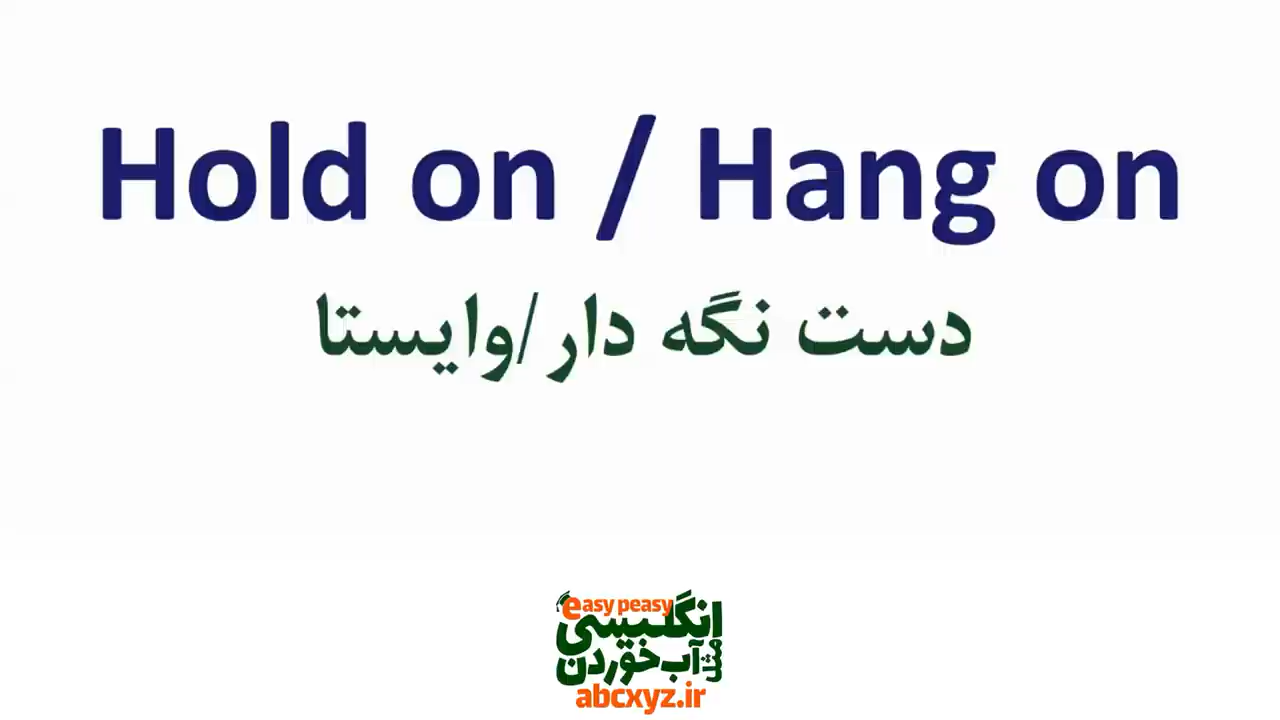 Hold on / Hang on
دست نگه دار/وایستا
easy peasy
انگلیسی
مثل آب خوردن
abcxyz.ir